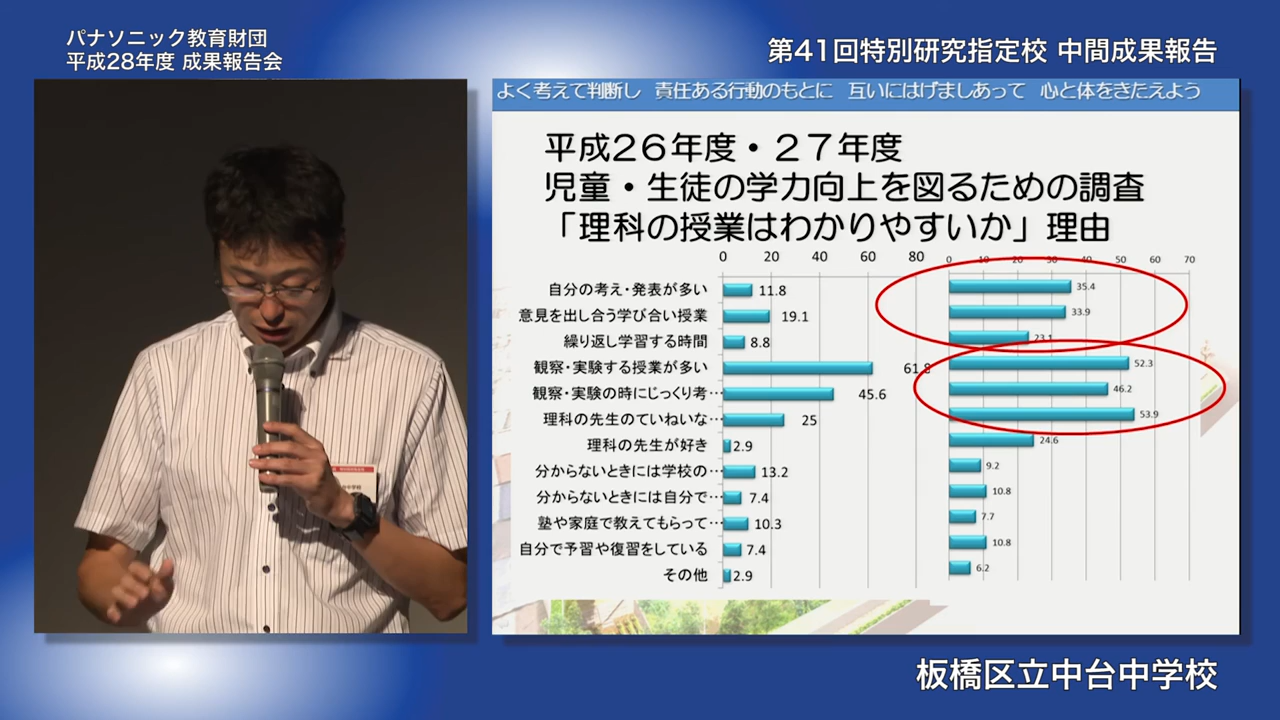 パナソニック教育財団
平成28年度 成果報告会
第41回特別研究指定校 中間成果報告
よく考えて判断し 責任ある行動のもとに 互いにはげましあって 心と体をきたえよう
平成２６年度・２７年度
児童・生徒の学力向上を図るための調査
「理科の授業はわかりやすいか」理由
0 20 40 60 80
0 10 20 30 40 50 60 70
自分の考え・発表が多い 11.8 35.4
意見を出し合う学び合い授業 19.1 33.9
繰り返し学習する時間 8.8 23.1
観察・実験する授業が多い 61.8 52.3
観察・実験の時にじっくり考… 45.6 46.2
理科の先生のていねいな… 25 53.9
理科の先生が好き 2.9 24.6
分からないときには学校の… 13.2 9.2
分からないときには自分で… 7.4 10.8
塾や家庭で教えてもらって… 10.3 7.7
自分で予習や復習をしている 7.4 10.8
その他 2.9 6.2
板橋区立中台中学校